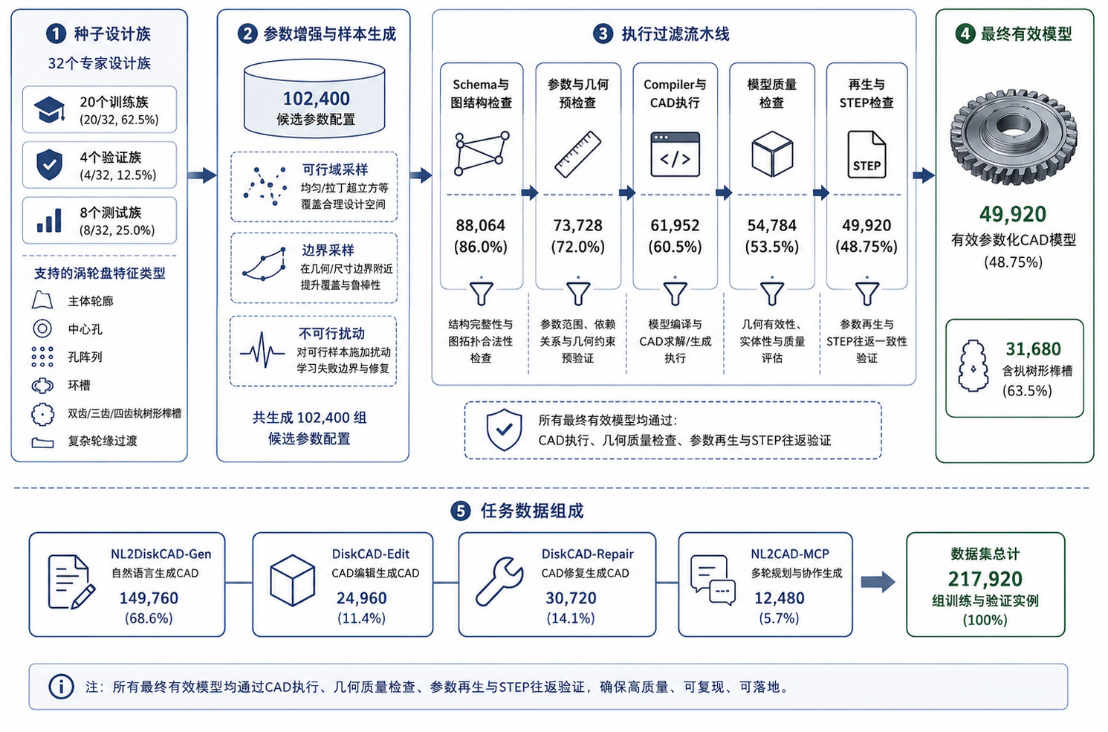 1 种子设计族
32个专家设计族
20个训练族
(20/32, 62.5%)
4个验证族
(4/32, 12.5%)
8个测试族
(8/32, 25.0%)
支持的涡轮盘特征类型
主体轮廓
中心孔
孔阵列
环槽
双齿/三齿/四齿枞树形榫槽
复杂轮缘过渡
2 参数增强与样本生成
102,400
候选参数配置
可行域采样
均匀/拉丁超立方等
覆盖合理设计空间
边界采样
在几何/尺寸边界附近
提升覆盖与鲁棒性
不可行扰动
对可行样本施加扰动
学习失败边界与修复
共生成 102,400 组
候选参数配置
3 执行过滤流水线
Schema与
图结构检查
88,064
(86.0%)
结构完整性与
图拓扑合法性
检查
参数与几何
预检查
73,728
(72.0%)
参数范围、依赖
关系与几何约束
预验证
Compiler与
CAD执行
</>
61,952
(60.5%)
模型编译与
CAD求解/生成
执行
模型质量
检查
54,784
(53.5%)
几何有效性、
实体性与质量
评估
再生与
STEP检查
STEP
49,920
(48.75%)
参数再生与
STEP往返一致性
验证
所有最终有效模型均通过：
CAD执行、几何质量检查、参数再生与STEP往返验证
4 最终有效模型
49,920
有效参数化CAD模型
(48.75%)
31,680
含枞树形榫槽
(63.5%)
5 任务数据组成
NL2DiskCAD-Gen
自然语言生成CAD
149,760
(68.6%)
DiskCAD-Edit
CAD编辑生成CAD
24,960
(11.4%)
DiskCAD-Repair
CAD修复生成CAD
30,720
(14.1%)
NL2CAD-MCP
多轮规划与协作生成
12,480
(5.7%)
数据集总计
217,920
组训练与验证实例
(100%)
注：所有最终有效模型均通过CAD执行、几何质量检查、参数再生与STEP往返验证，确保高质量、可复现、可落地。